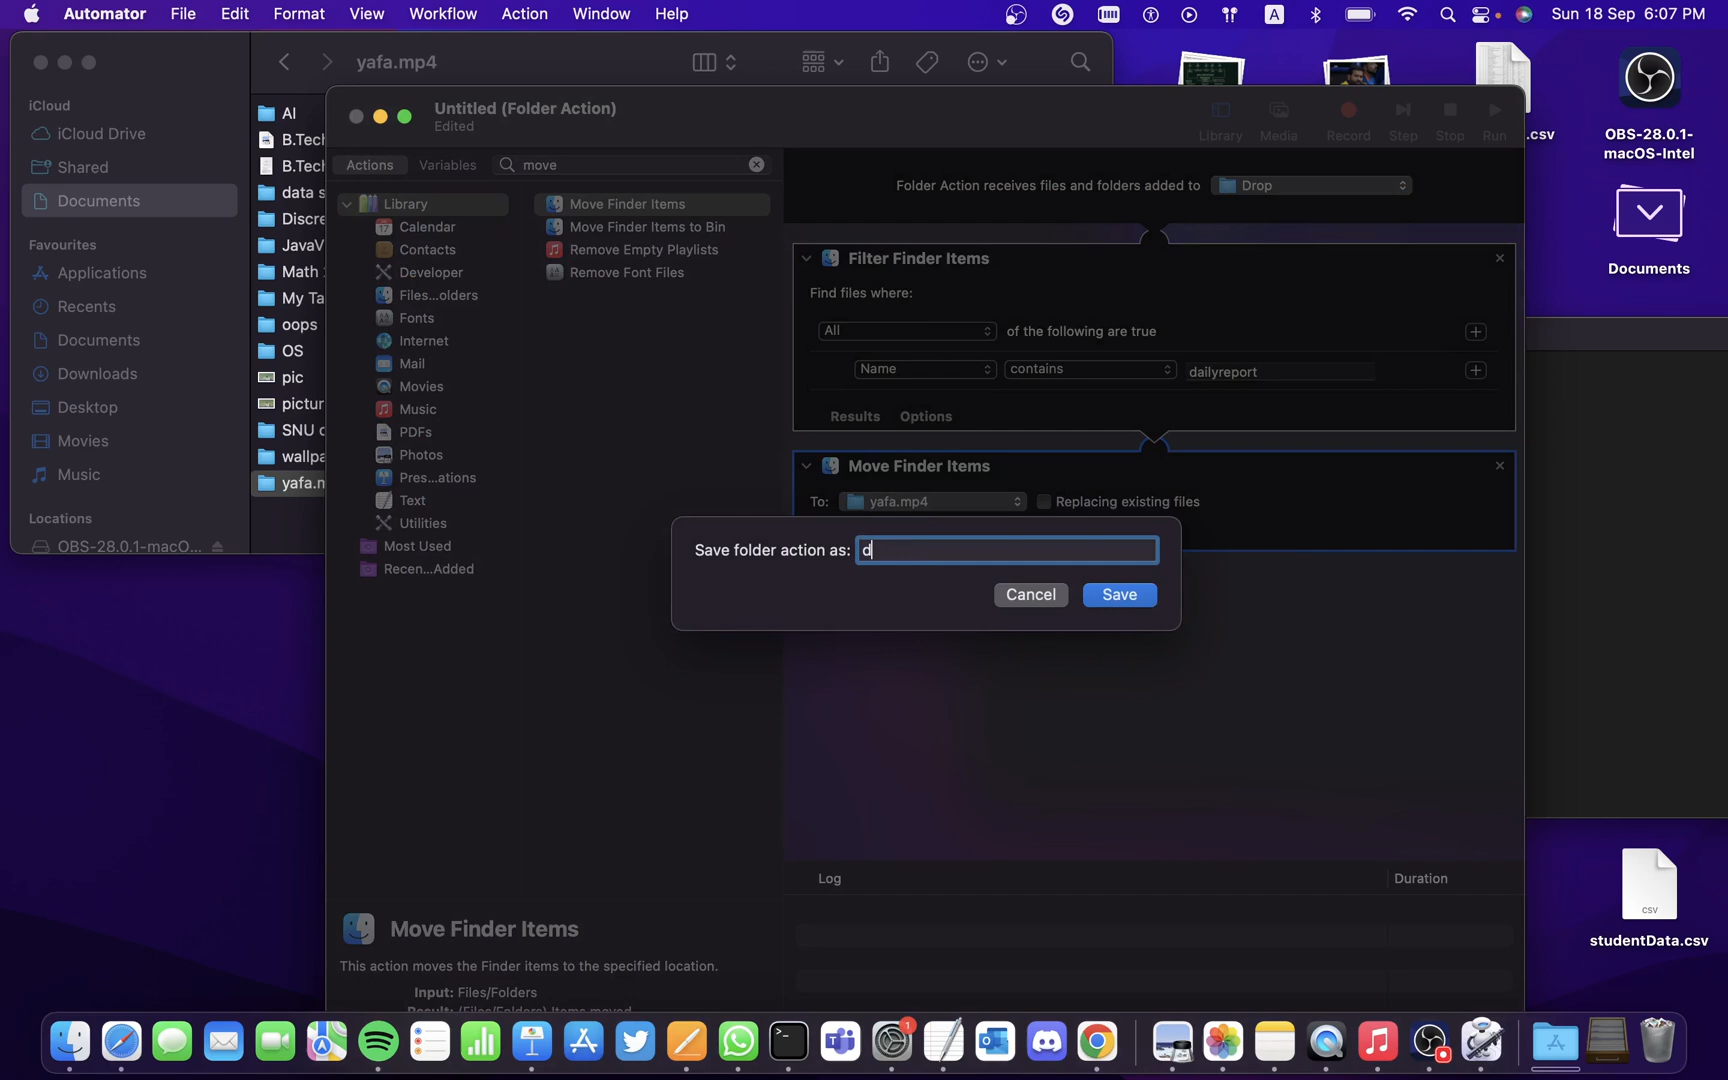 Automator File Edit Format View Workflow Action Window Help
A
Sun 18 Sep 6:07 PM
yafa.mp4
iCloud
iCloud Drive
Shared
Documents
Favourites
Applications
Recents
Documents
Downloads
Desktop
Movies
Music
Locations
OBS-28.0.1-macO...
AI
B.Tech
B.Tech
data s
Discre
JavaV
Math
My Ta
oops
OS
pic
pictur
SNU
wallpa
yafa.m
Untitled (Folder Action)
Edited
Library Media Record Step Stop Run
Actions Variables move
Library
Calendar
Contacts
Developer
Files...olders
Fonts
Internet
Mail
Movies
Music
PDFs
Photos
Pres...ations
Text
Utilities
Most Used
Recen...Added
Move Finder Items
Move Finder Items to Bin
Remove Empty Playlists
Remove Font Files
Folder Action receives files and folders added to Drop
Filter Finder Items
Find files where:
All of the following are true
Name contains dailyreport
Results Options
Move Finder Items
To: yafa.mp4 Replacing existing files
Save folder action as: d
Cancel Save
Log Duration
Move Finder Items
This action moves the Finder items to the specified location.
Input: Files/Folders
Result: (Files/Folders) Items moved
.csv
OBS-28.0.1-
macOS-Intel
Documents
csv
studentData.csv
17
1